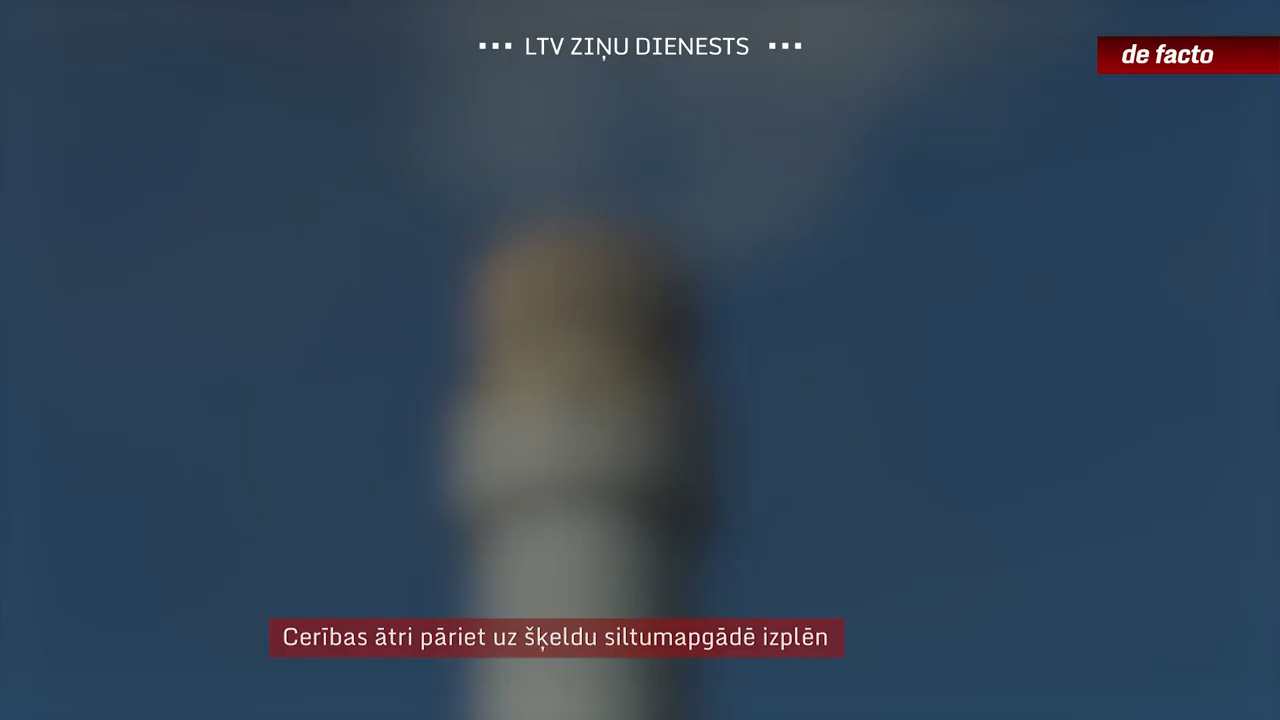 LTV ZIŅU DIENESTS
de facto
Cerības ātri pāriet uz šķeldu siltumapgādē izplēn